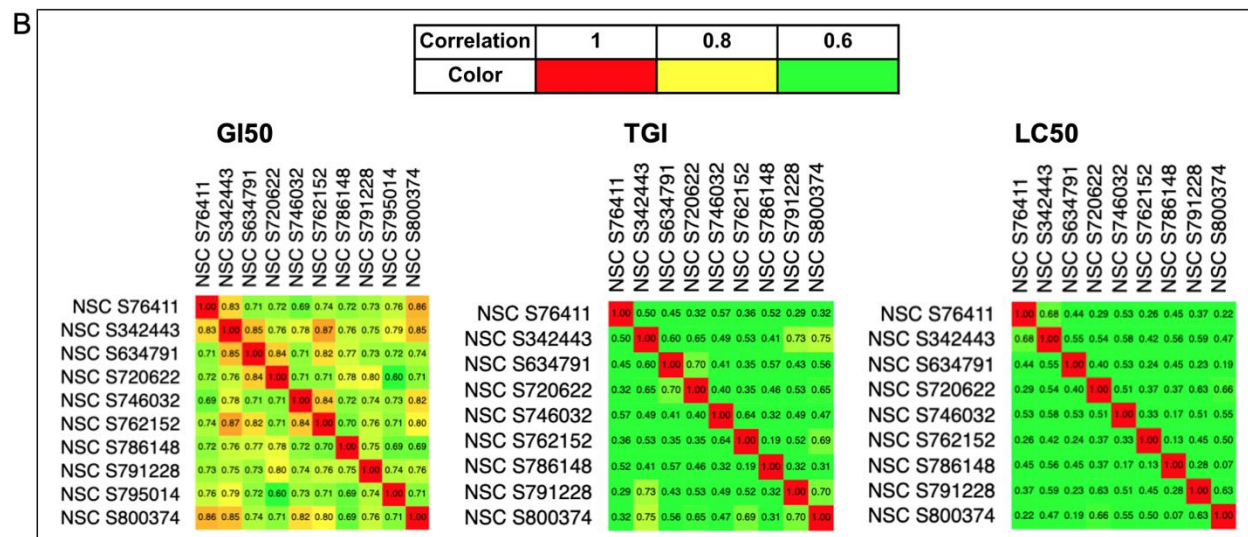 B
Correlation 1 0.8 0.6
Color
GI50
NSC S76411 NSC S342443 NSC S634791 NSC S720622 NSC S746032 NSC S762152 NSC S786148 NSC S791228 NSC S795014 NSC S800374
NSC S76411 1.00 0.83 0.71 0.72 0.69 0.74 0.72 0.73 0.76 0.86
NSC S342443 0.83 1.00 0.85 0.76 0.78 0.87 0.76 0.75 0.79 0.85
NSC S634791 0.71 0.85 1.00 0.84 0.71 0.82 0.77 0.73 0.72 0.74
NSC S720622 0.72 0.76 0.84 1.00 0.71 0.71 0.78 0.80 0.60 0.71
NSC S746032 0.69 0.78 0.71 0.71 1.00 0.84 0.72 0.74 0.73 0.82
NSC S762152 0.74 0.87 0.82 0.71 0.84 1.00 0.70 0.76 0.71 0.80
NSC S786148 0.72 0.76 0.77 0.78 0.72 0.70 1.00 0.75 0.69 0.69
NSC S791228 0.73 0.75 0.73 0.80 0.74 0.76 0.75 1.00 0.74 0.76
NSC S795014 0.76 0.79 0.72 0.60 0.73 0.71 0.69 0.74 1.00 0.71
NSC S800374 0.86 0.85 0.74 0.71 0.82 0.80 0.69 0.76 0.71 1.00
TGI
NSC S76411 NSC S342443 NSC S634791 NSC S720622 NSC S746032 NSC S762152 NSC S786148 NSC S791228 NSC S800374
NSC S76411 1.00 0.50 0.45 0.32 0.57 0.36 0.52 0.29 0.32
NSC S342443 0.50 1.00 0.60 0.65 0.49 0.53 0.41 0.73 0.75
NSC S634791 0.45 0.60 1.00 0.70 0.41 0.35 0.57 0.43 0.56
NSC S720622 0.32 0.65 0.70 1.00 0.40 0.35 0.46 0.53 0.65
NSC S746032 0.57 0.49 0.41 0.40 1.00 0.64 0.32 0.49 0.47
NSC S762152 0.36 0.53 0.35 0.35 0.64 1.00 0.19 0.52 0.69
NSC S786148 0.52 0.41 0.57 0.46 0.32 0.19 1.00 0.32 0.31
NSC S791228 0.29 0.73 0.43 0.53 0.49 0.52 0.32 1.00 0.70
NSC S800374 0.32 0.75 0.56 0.65 0.47 0.69 0.31 0.70 1.00
LC50
NSC S76411 NSC S342443 NSC S634791 NSC S720622 NSC S746032 NSC S762152 NSC S786148 NSC S791228 NSC S800374
NSC S76411 1.00 0.68 0.44 0.29 0.53 0.26 0.45 0.37 0.22
NSC S342443 0.68 1.00 0.55 0.54 0.58 0.42 0.56 0.59 0.47
NSC S634791 0.44 0.55 1.00 0.40 0.53 0.24 0.45 0.23 0.19
NSC S720622 0.29 0.54 0.40 1.00 0.51 0.37 0.37 0.63 0.66
NSC S746032 0.53 0.58 0.53 0.51 1.00 0.33 0.17 0.51 0.55
NSC S762152 0.26 0.42 0.24 0.37 0.33 1.00 0.13 0.45 0.50
NSC S786148 0.45 0.56 0.45 0.37 0.17 0.13 1.00 0.28 0.07
NSC S791228 0.37 0.59 0.23 0.63 0.51 0.45 0.28 1.00 0.63
NSC S800374 0.22 0.47 0.19 0.66 0.55 0.50 0.07 0.63 1.00